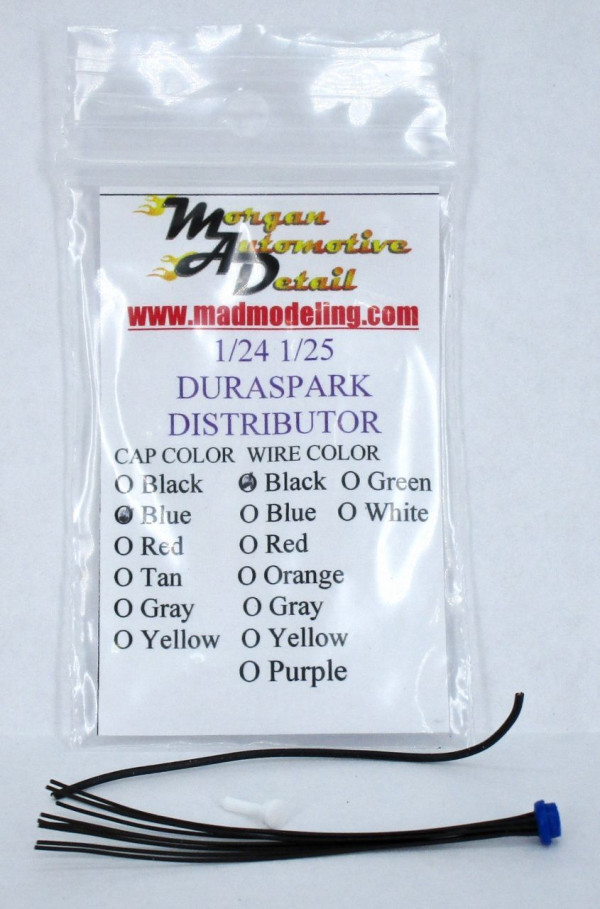 Morgan
Automotive
Detail
www.madmodeling.com
1/24 1/25
DURASPARK
DISTRIBUTOR
CAP COLOR WIRE COLOR
O Black O Black O Green
O Blue O Blue O White
O Red O Red
O Tan O Orange
O Gray O Gray
O Yellow O Yellow
O Purple